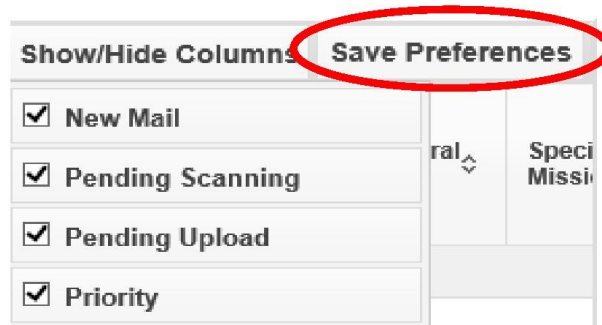 Show/Hide Columns Save Preferences
New Mail
Pending Scanning
Pending Upload
Priority